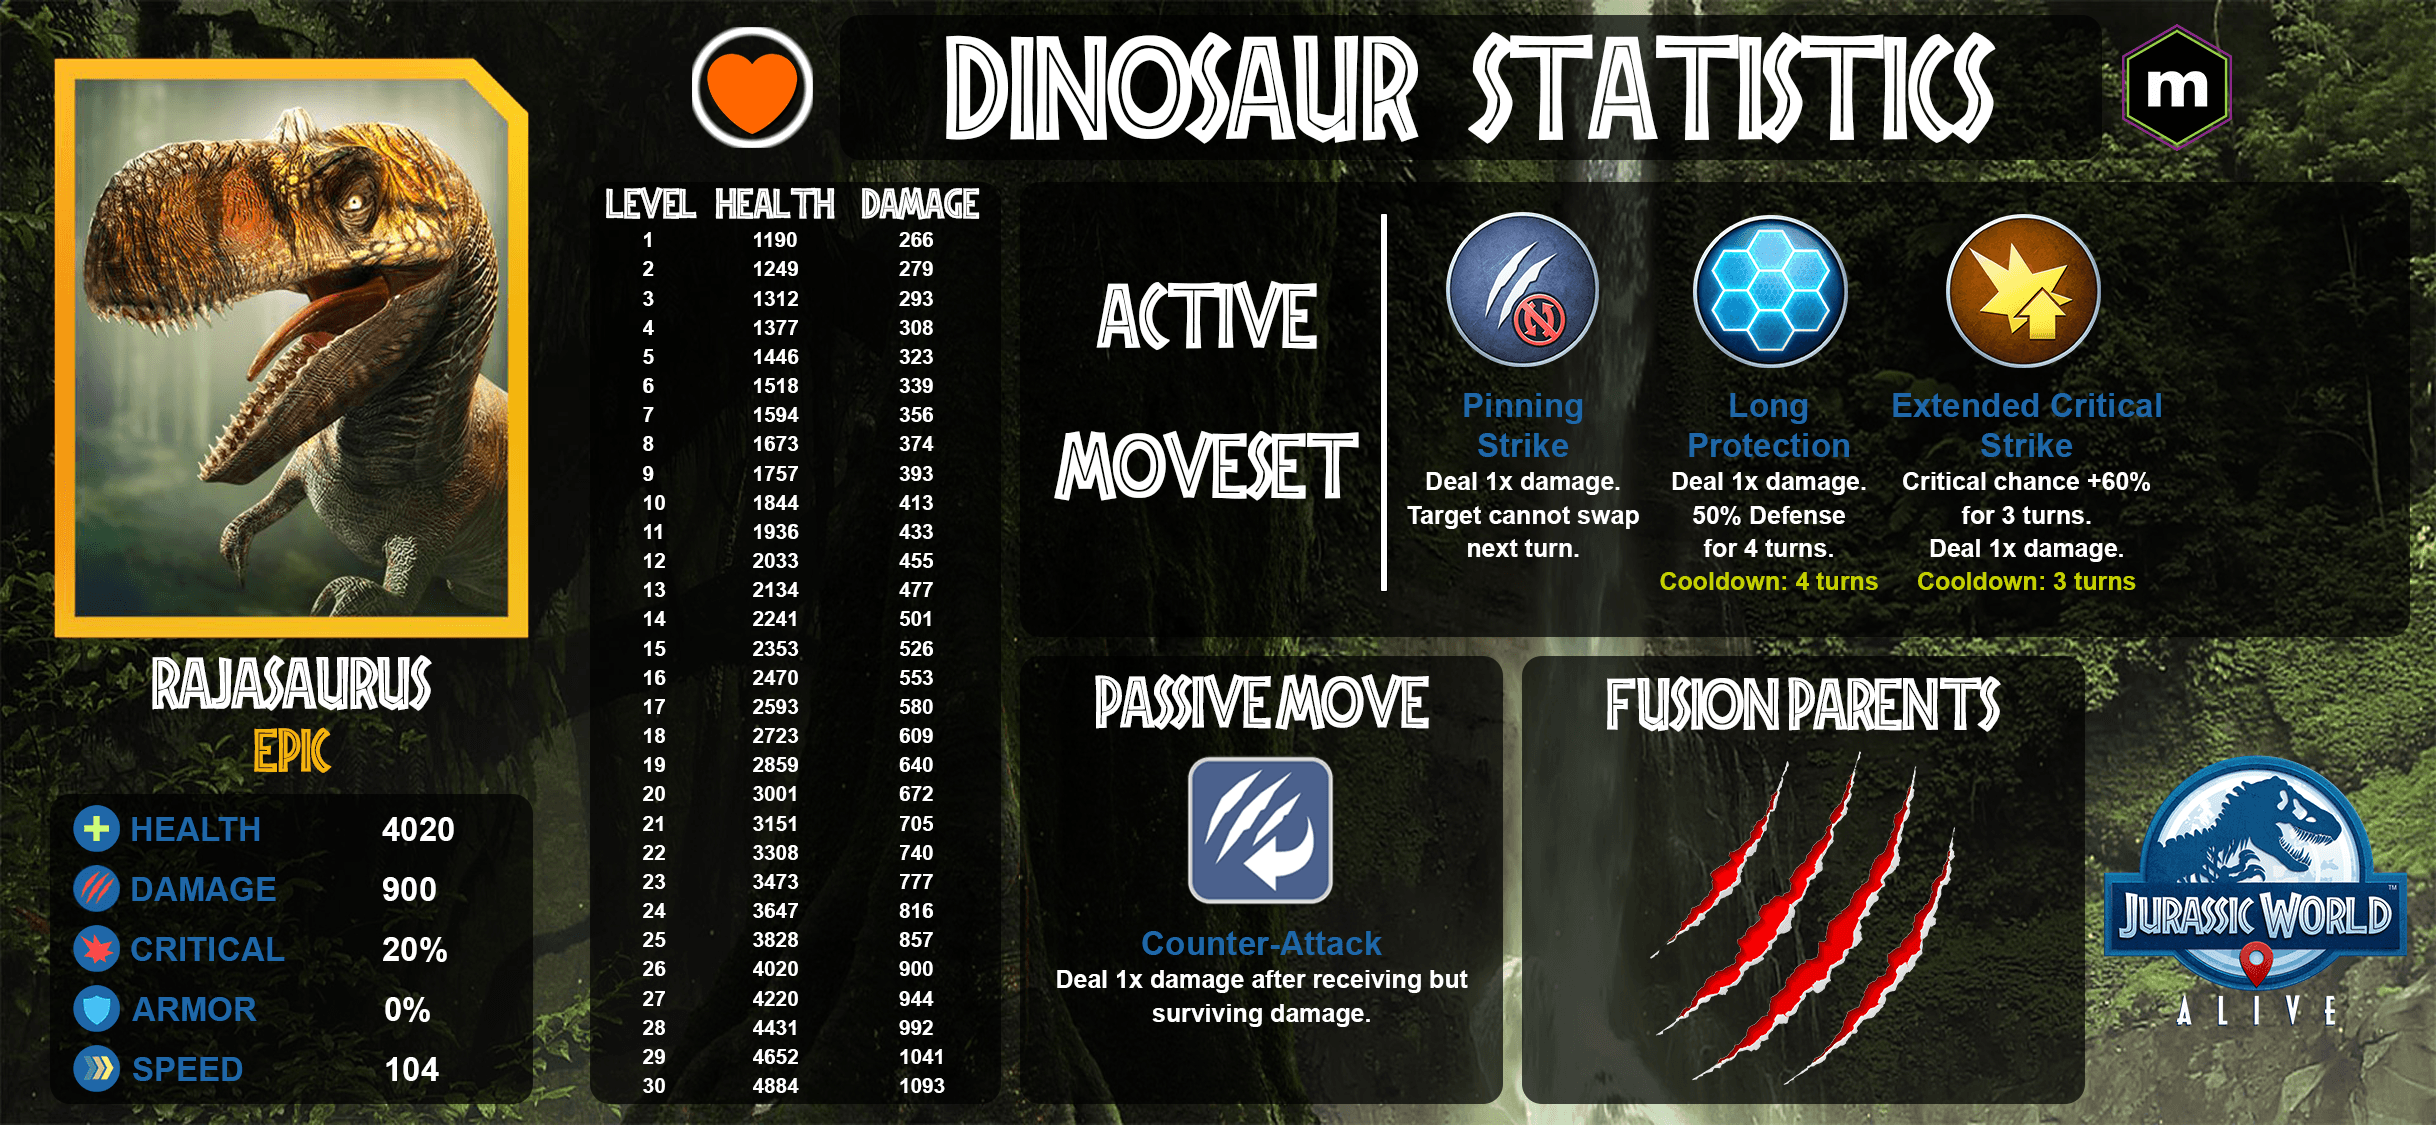 DINOSAUR STATISTICS
m
RAJASAURUS
EPIC
HEALTH 4020
DAMAGE 900
CRITICAL 20%
ARMOR 0%
SPEED 104
LEVEL HEALTH DAMAGE
1 1190 266
2 1249 279
3 1312 293
4 1377 308
5 1446 323
6 1518 339
7 1594 356
8 1673 374
9 1757 393
10 1844 413
11 1936 433
12 2033 455
13 2134 477
14 2241 501
15 2353 526
16 2470 553
17 2593 580
18 2723 609
19 2859 640
20 3001 672
21 3151 705
22 3308 740
23 3473 777
24 3647 816
25 3828 857
26 4020 900
27 4220 944
28 4431 992
29 4652 1041
30 4884 1093
ACTIVE
MOVESET
Pinning
Strike
Deal 1x damage.
Target cannot swap
next turn.
Long
Protection
Deal 1x damage.
50% Defense
for 4 turns.
Cooldown: 4 turns
Extended Critical
Strike
Critical chance +60%
for 3 turns.
Deal 1x damage.
Cooldown: 3 turns
PASSIVE MOVE
Counter-Attack
Deal 1x damage after receiving but
surviving damage.
FUSION PARENTS
JURASSIC WORLD ™
ALIVE